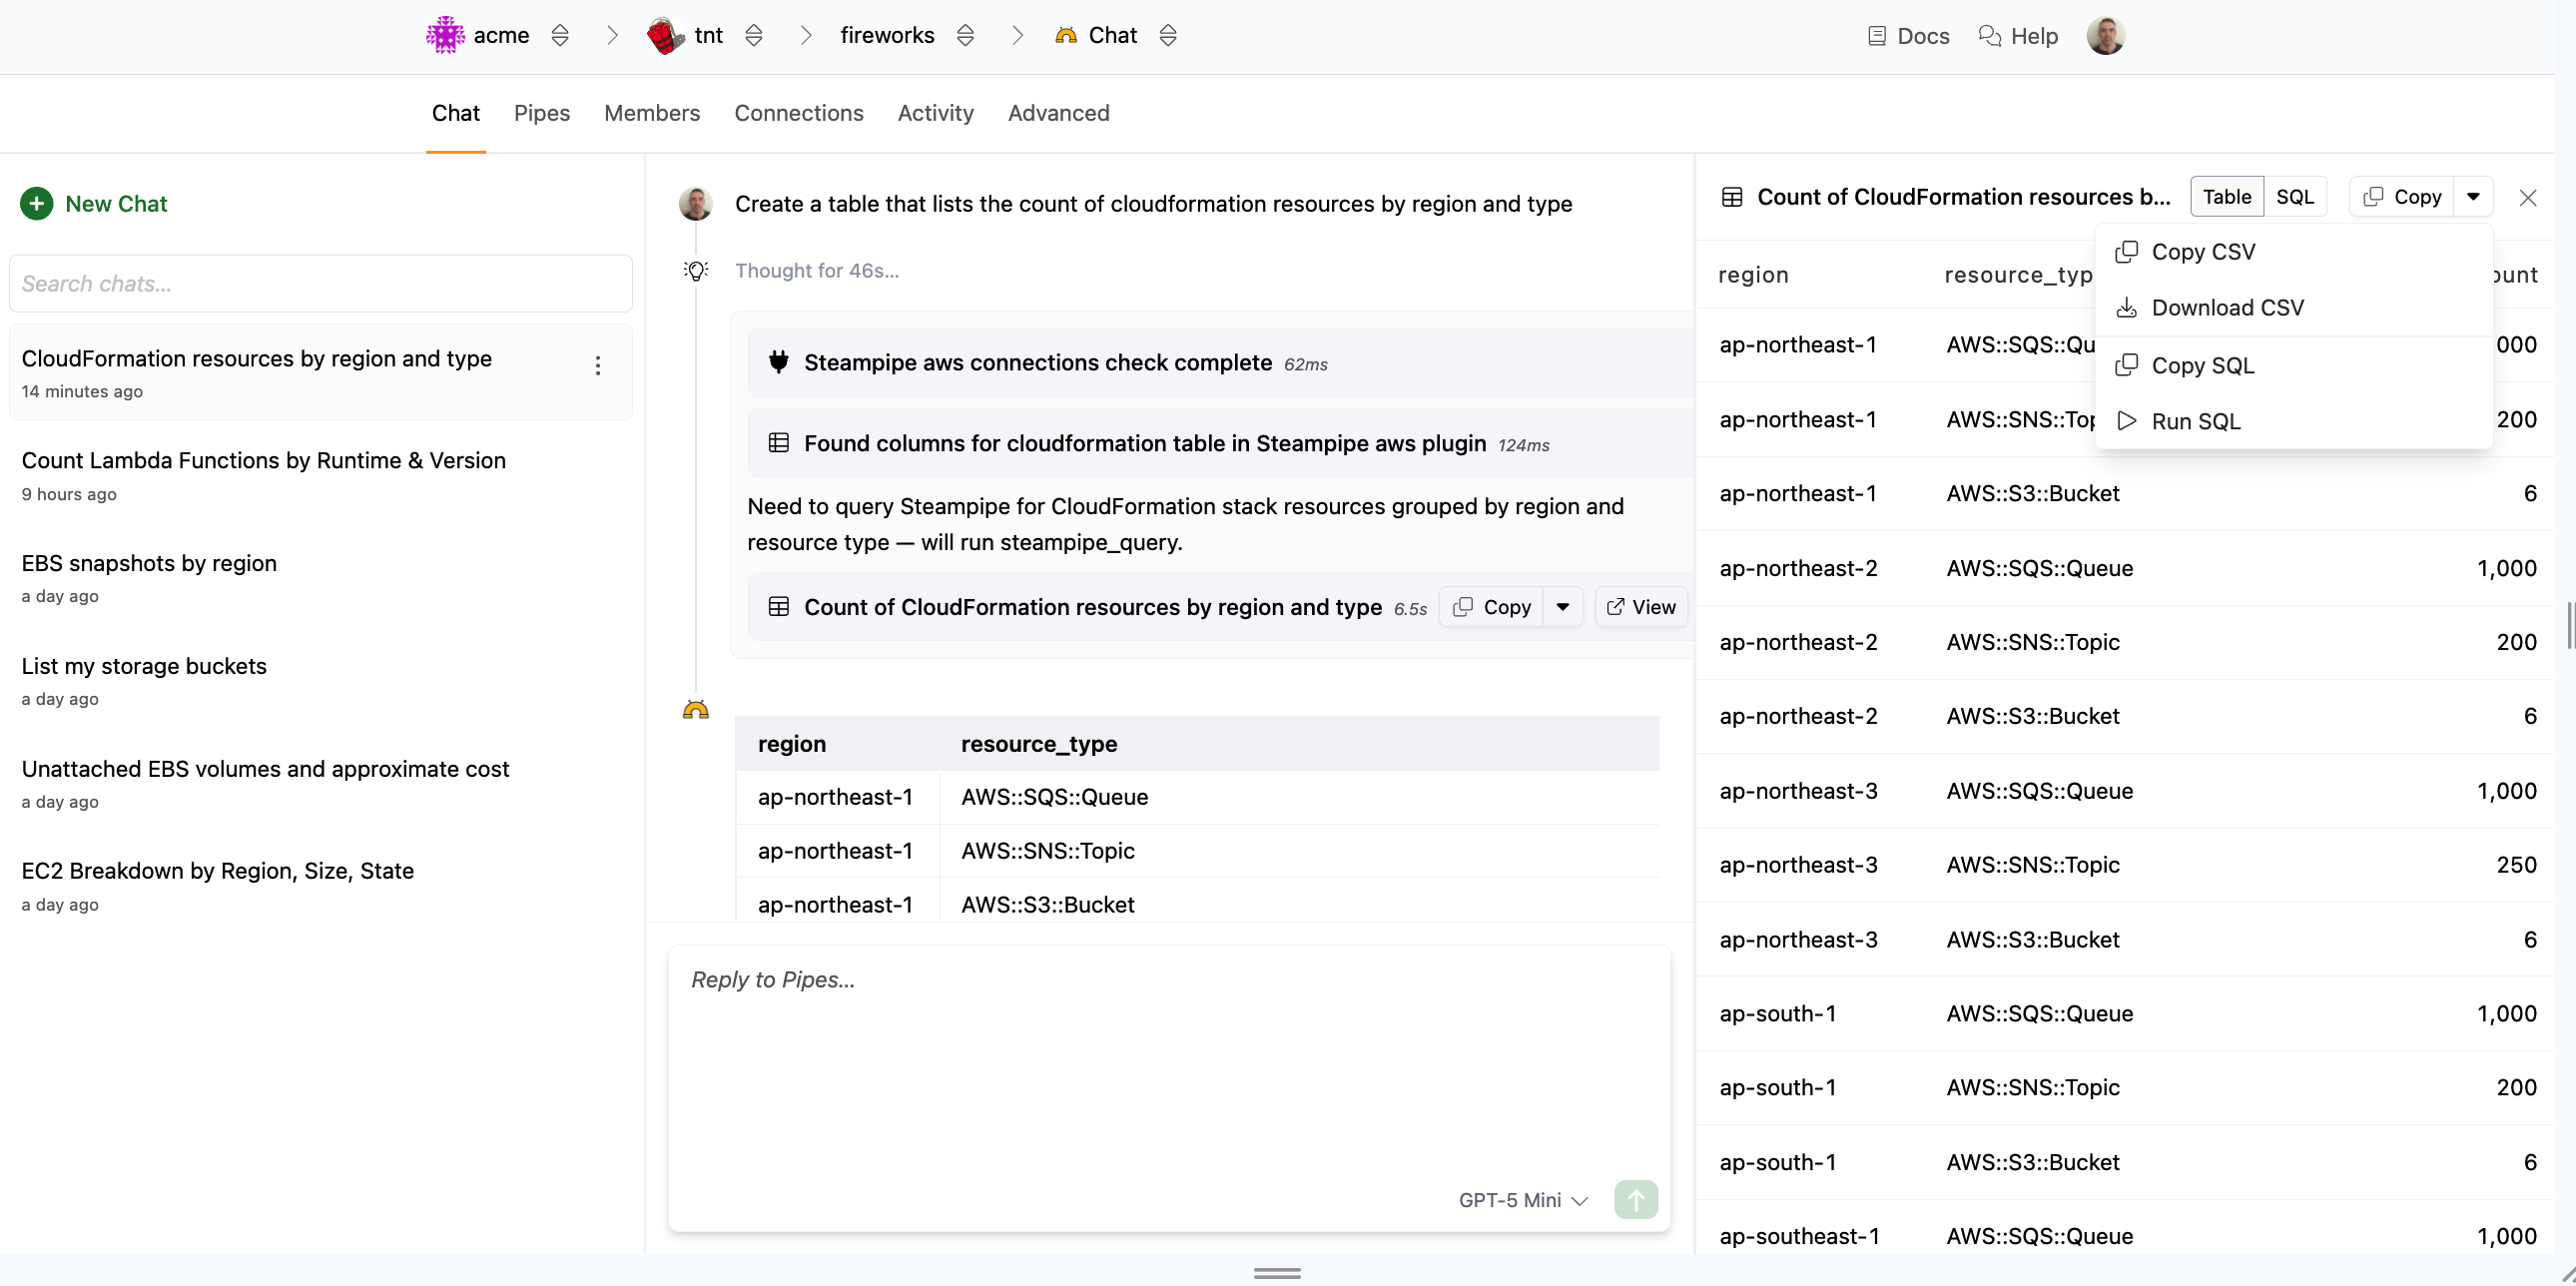 acme
tnt
fireworks
Chat
Docs
Help
Chat
Pipes
Members
Connections
Activity
Advanced
New Chat
Search chats...
CloudFormation resources by region and type
14 minutes ago
Count Lambda Functions by Runtime & Version
9 hours ago
EBS snapshots by region
a day ago
List my storage buckets
a day ago
Unattached EBS volumes and approximate cost
a day ago
EC2 Breakdown by Region, Size, State
a day ago
Create a table that lists the count of cloudformation resources by region and type
Thought for 46s...
Steampipe aws connections check complete 62ms
Found columns for cloudformation table in Steampipe aws plugin 124ms
Need to query Steampipe for CloudFormation stack resources grouped by region and
resource type — will run steampipe_query.
Count of CloudFormation resources by region and type 6.5s Copy View
region resource_type
ap-northeast-1 AWS::SQS::Queue
ap-northeast-1 AWS::SNS::Topic
ap-northeast-1 AWS::S3::Bucket
Reply to Pipes...
GPT-5 Mini
Count of CloudFormation resources b... Table SQL Copy
Copy CSV
Download CSV
Copy SQL
Run SQL
region resource_typ ount
ap-northeast-1 AWS::SQS::Qu 000
ap-northeast-1 AWS::SNS::Top 200
ap-northeast-1 AWS::S3::Bucket 6
ap-northeast-2 AWS::SQS::Queue 1,000
ap-northeast-2 AWS::SNS::Topic 200
ap-northeast-2 AWS::S3::Bucket 6
ap-northeast-3 AWS::SQS::Queue 1,000
ap-northeast-3 AWS::SNS::Topic 250
ap-northeast-3 AWS::S3::Bucket 6
ap-south-1 AWS::SQS::Queue 1,000
ap-south-1 AWS::SNS::Topic 200
ap-south-1 AWS::S3::Bucket 6
ap-southeast-1 AWS::SQS::Queue 1,000